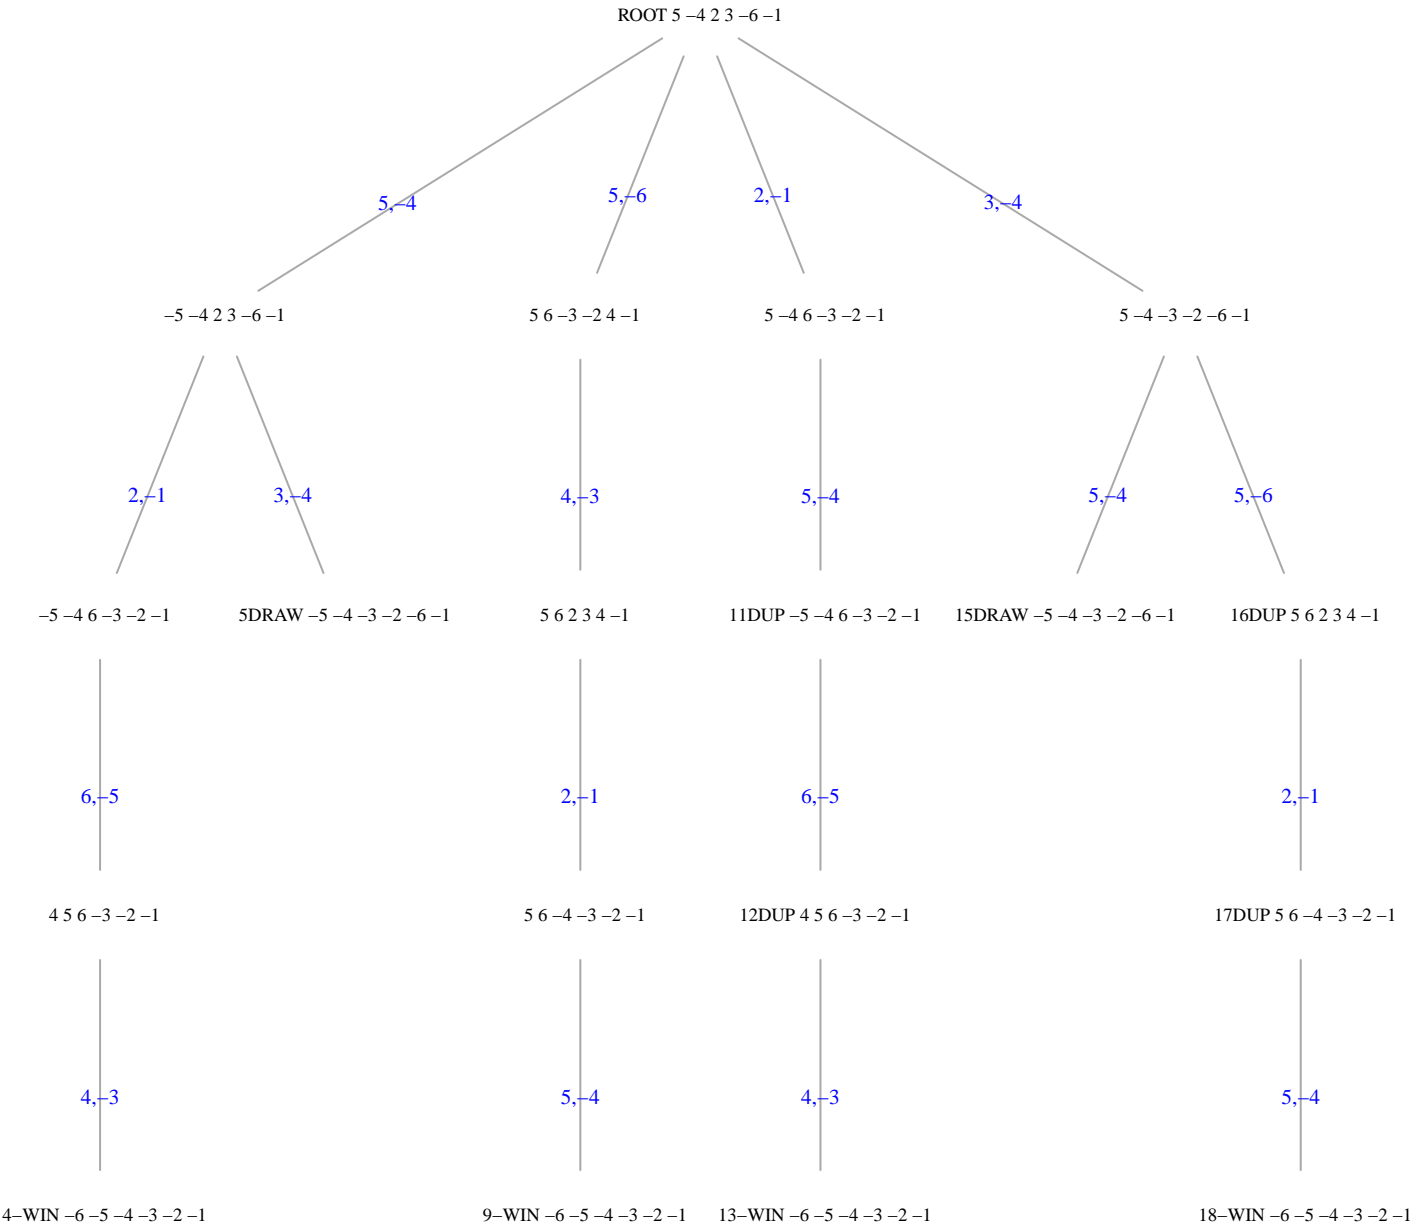 ROOT 5 –4 2 3 –6 –1
5,–4
5,–6
2,–1
3,–4
–5 –4 2 3 –6 –1
5 6 –3 –2 4 –1
5 –4 6 –3 –2 –1
5 –4 –3 –2 –6 –1
2,–1
3,–4
4,–3
5,–4
5,–4
5,–6
–5 –4 6 –3 –2 –1
5DRAW –5 –4 –3 –2 –6 –1
5 6 2 3 4 –1
11DUP –5 –4 6 –3 –2 –1
15DRAW –5 –4 –3 –2 –6 –1
16DUP 5 6 2 3 4 –1
6,–5
2,–1
6,–5
2,–1
4 5 6 –3 –2 –1
5 6 –4 –3 –2 –1
12DUP 4 5 6 –3 –2 –1
17DUP 5 6 –4 –3 –2 –1
4,–3
5,–4
4,–3
5,–4
4–WIN –6 –5 –4 –3 –2 –1
9–WIN –6 –5 –4 –3 –2 –1
13–WIN –6 –5 –4 –3 –2 –1
18–WIN –6 –5 –4 –3 –2 –1